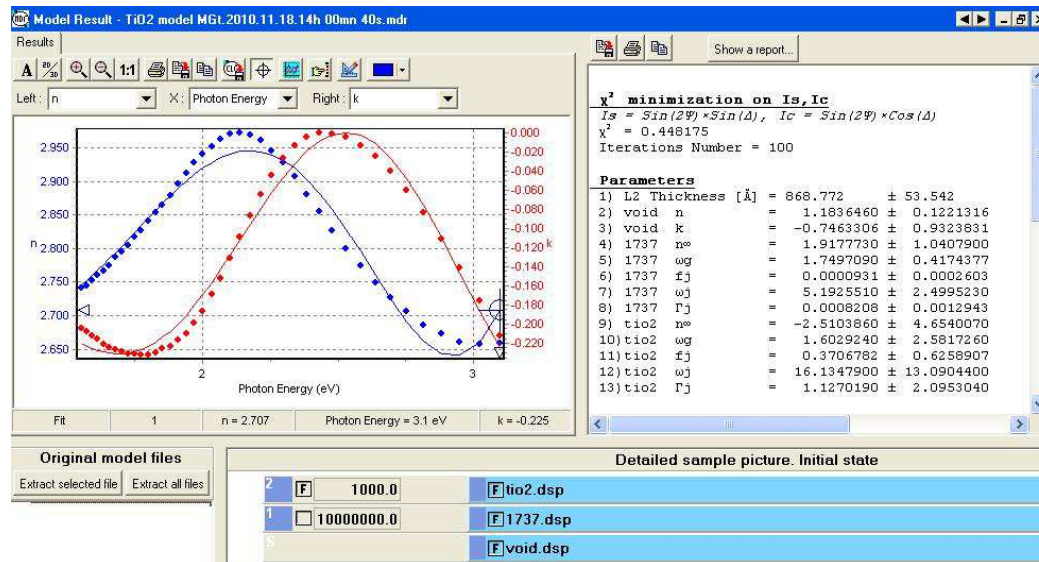 Model Result - TiO2 model MGt.2010.11.18.14h 00mn 40s.mdr
Results
A 2D/3D 1:1
Show a report...
Left : n X : Photon Energy Right : k
2.950
2.900
2.850
2.800
2.750
2.700
2.650
n
0.000
-0.020
-0.040
-0.060
-0.080
-0.100
-0.120
-0.140
-0.160
-0.180
-0.200
-0.220
k
2 3
Photon Energy (eV)
Fit 1 n = 2.707 Photon Energy = 3.1 eV k = -0.225
χ² minimization on Is,Ic
Is = Sin(2Ψ)*Sin(Δ), Ic = Sin(2Ψ)*Cos(Δ)
χ² = 0.448175
Iterations Number = 100
Parameters
1) L2 Thickness [Å] = 868.772 ± 53.542
2) void n = 1.1836460 ± 0.1221316
3) void k = -0.7463306 ± 0.9323831
4) 1737 n∞ = 1.9177730 ± 1.0407900
5) 1737 ωg = 1.7497090 ± 0.4174377
6) 1737 fj = 0.0000931 ± 0.0002603
7) 1737 ωj = 5.1925510 ± 2.4995230
8) 1737 Γj = 0.0008208 ± 0.0012943
9) tio2 n∞ = -2.5103860 ± 4.6540070
10)tio2 ωg = 1.6029240 ± 2.5817260
11)tio2 fj = 0.3706782 ± 0.6258907
12)tio2 ωj = 16.1347900 ± 13.0904400
13)tio2 Γj = 1.1270190 ± 2.0953040
Original model files
Extract selected file Extract all files
Detailed sample picture. Initial state
2 F 1000.0 F tio2.dsp
1 10000000.0 F 1737.dsp
S F void.dsp